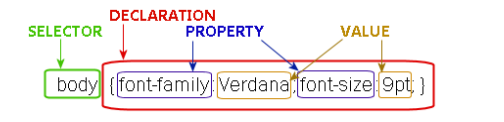 DECLARATION
SELECTOR PROPERTY VALUE
body {font-family: Verdana; font-size: 9pt; }